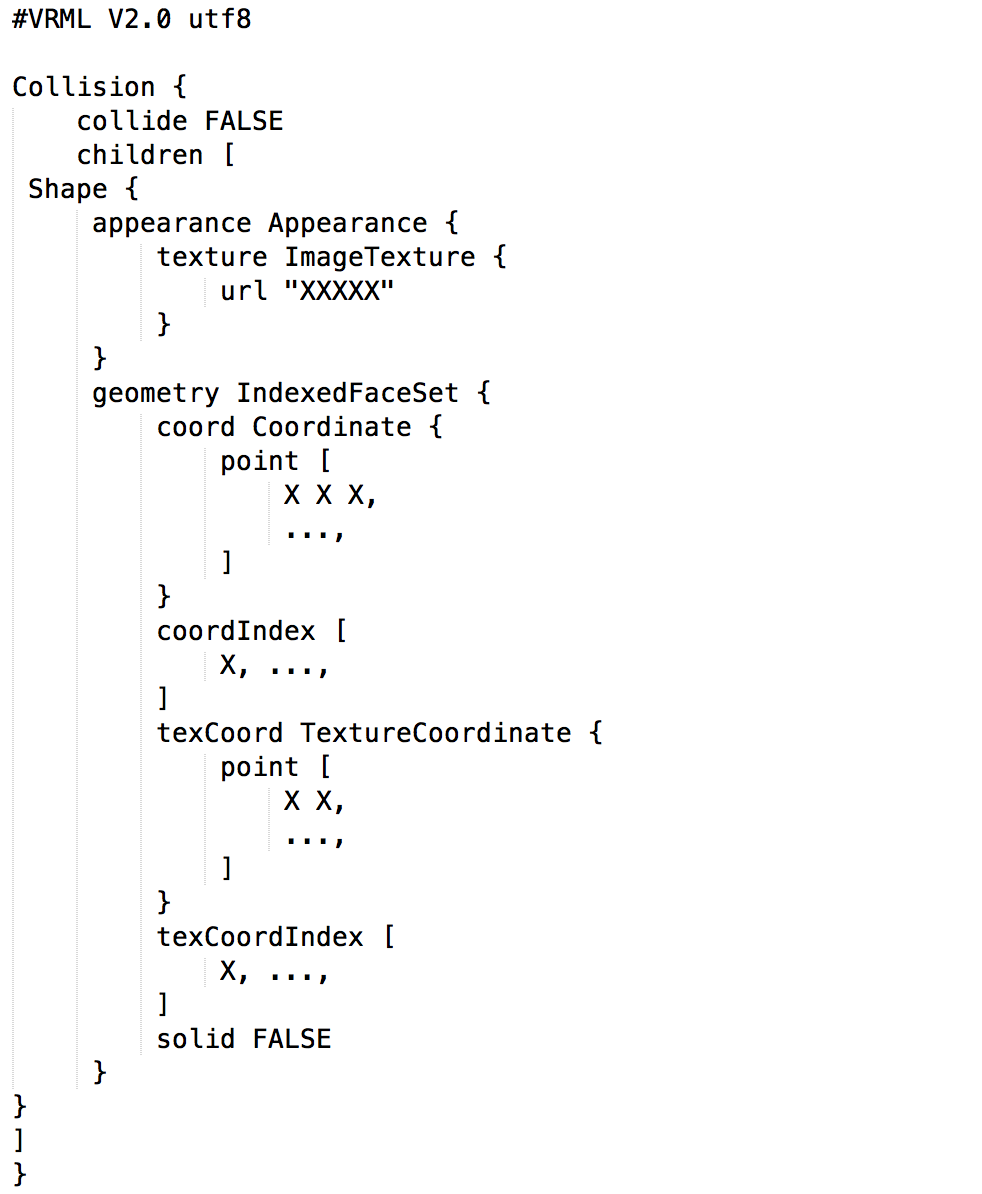 #VRML V2.0 utf8

Collision {
    collide FALSE
    children [
 Shape {
     appearance Appearance {
         texture ImageTexture {
             url "XXXXX"
         }
     }
     geometry IndexedFaceSet {
         coord Coordinate {
             point [
                 X X X,
                 ...,
             ]
         }
         coordIndex [
             X, ...,
         ]
         texCoord TextureCoordinate {
             point [
                 X X,
                 ...,
             ]
         }
         texCoordIndex [
             X, ...,
         ]
         solid FALSE
     }
}
]
}